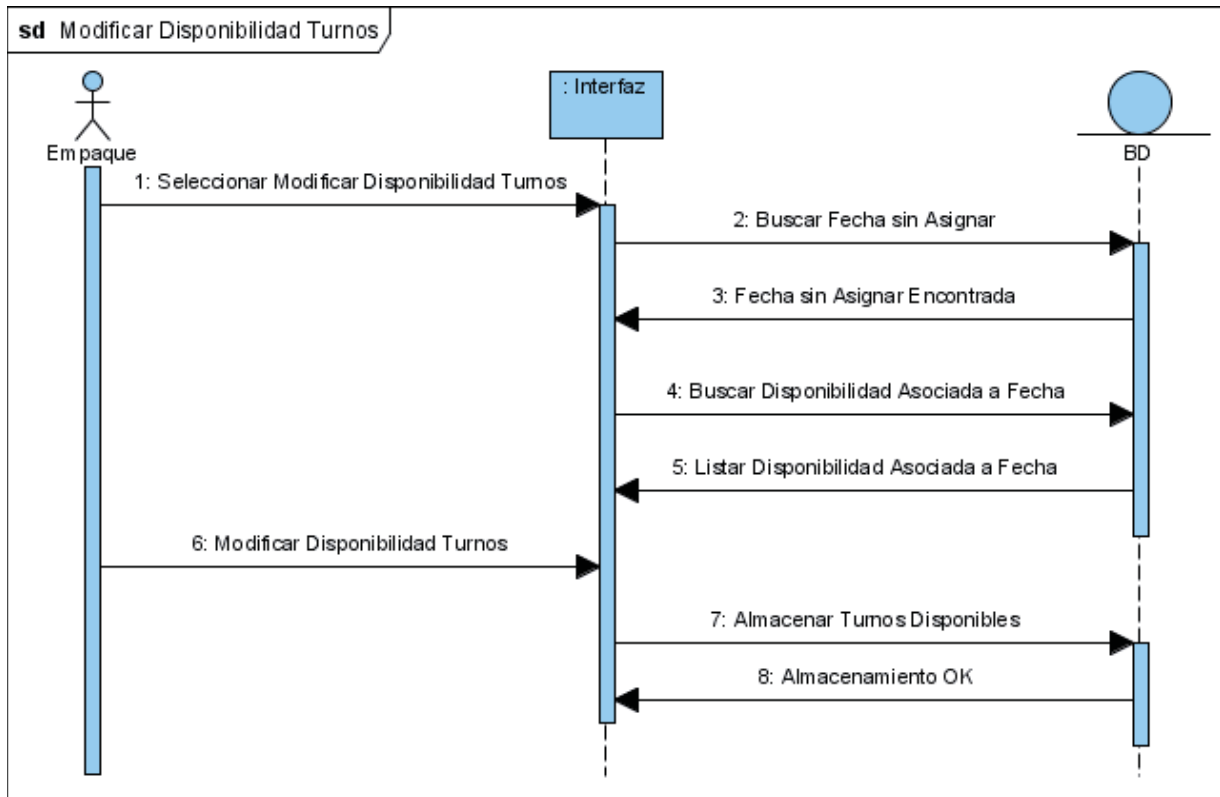 sd Modificar Disponibilidad Turnos
: Interfaz
Empaque
BD
1: Seleccionar Modificar Disponibilidad Turnos
2: Buscar Fecha sin Asignar
3: Fecha sin Asignar Encontrada
4: Buscar Disponibilidad Asociada a Fecha
5: Listar Disponibilidad Asociada a Fecha
6: Modificar Disponibilidad Turnos
7: Almacenar Turnos Disponibles
8: Almacenamiento OK